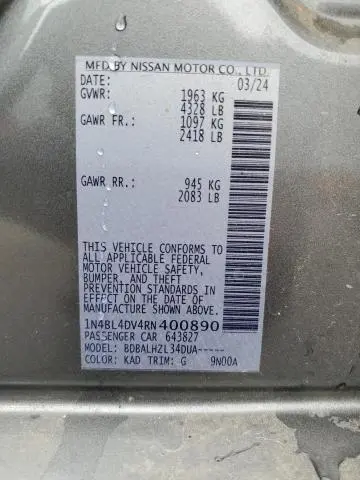 MFD BY NISSAN MOTOR CO., LTD.
DATE: 03/24
GVWR: 1963 KG
4328 LB
GAWR FR.: 1097 KG
2418 LB
GAWR RR.: 945 KG
2083 LB
THIS VEHICLE CONFORMS TO
ALL APPLICABLE FEDERAL
MOTOR VEHICLE SAFETY,
BUMPER, AND THEFT
PREVENTION STANDARDS
IN EFFECT ON THE DATE OF
MANUFACTURE SHOWN ABOVE.
1N4BL4DV4RN400890
PASSENGER CAR 643827
MODEL: BDBALHZL34DUA-----
COLOR: KAD TRIM: G 9N00A